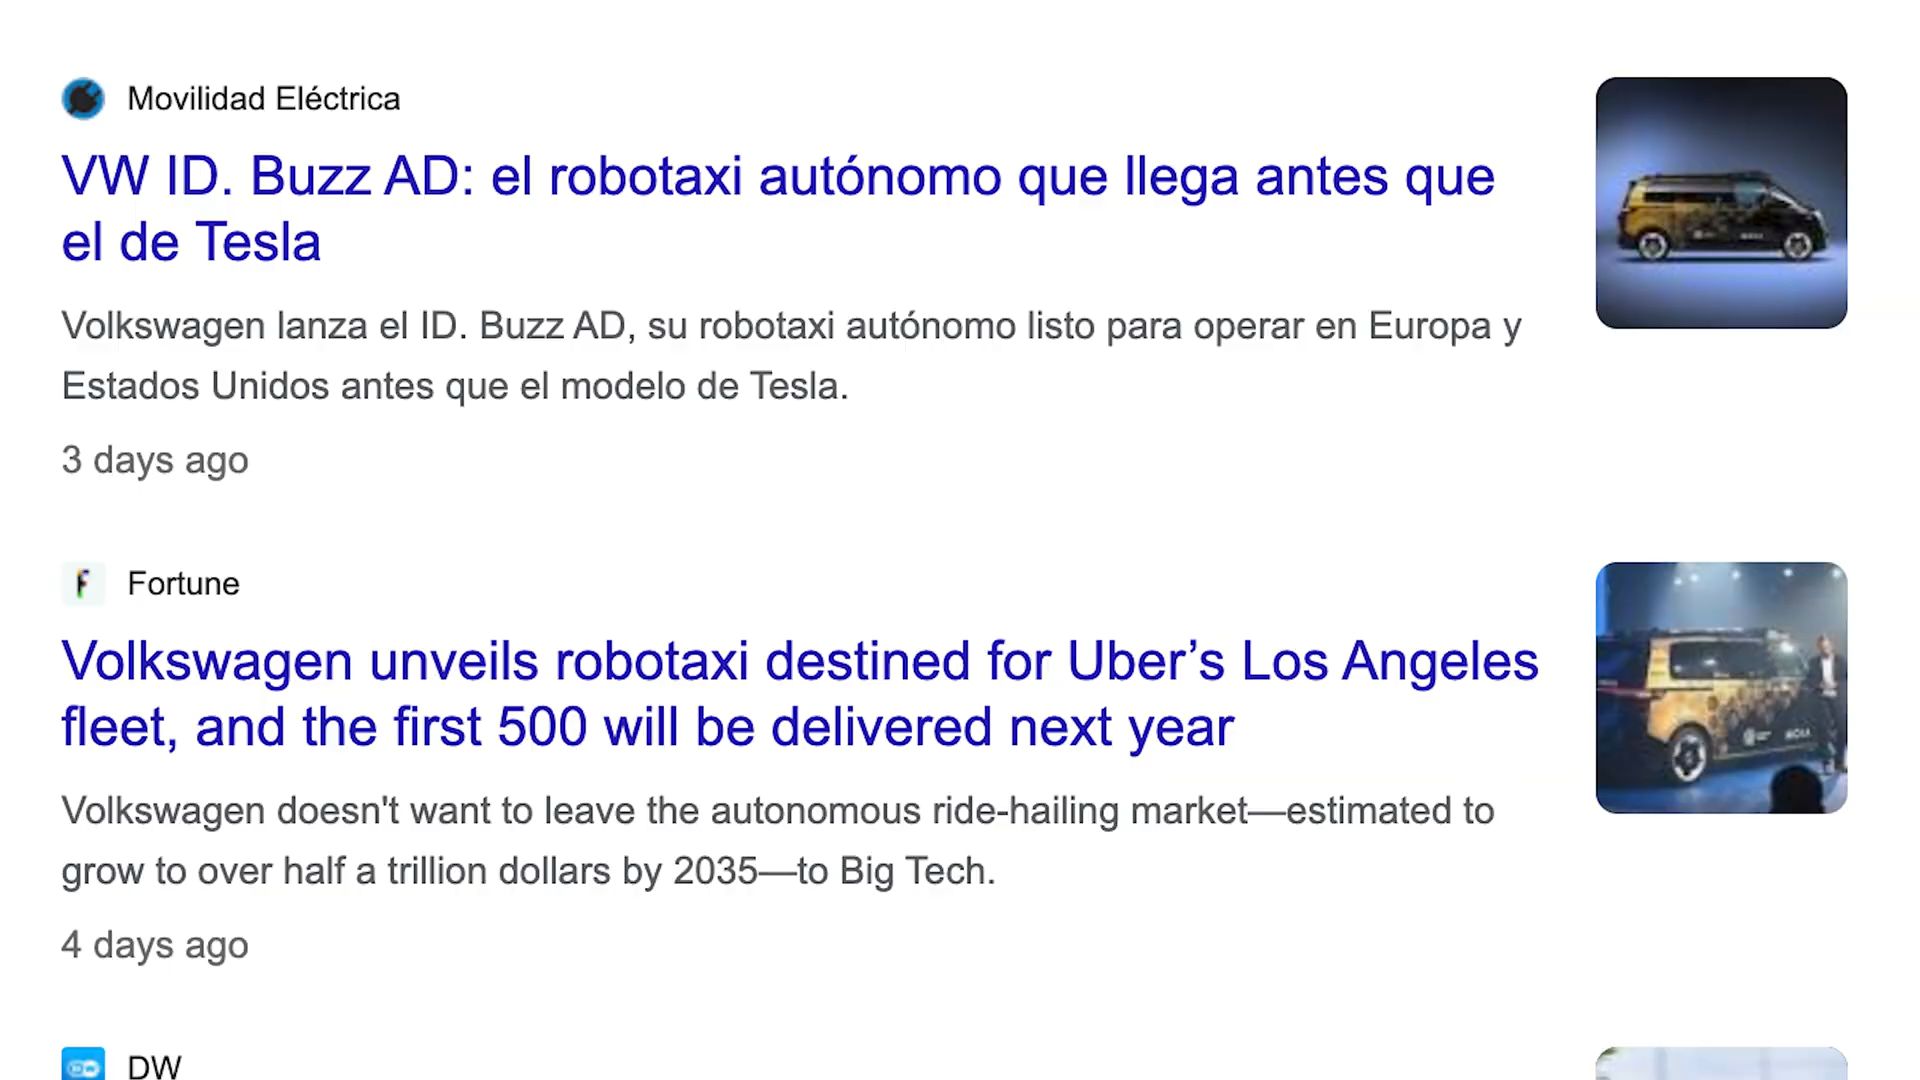 Movilidad Eléctrica
VW ID. Buzz AD: el robotaxi autónomo que llega antes que
el de Tesla
Volkswagen lanza el ID. Buzz AD, su robotaxi autónomo listo para operar en Europa y
Estados Unidos antes que el modelo de Tesla.
3 days ago
F Fortune
Volkswagen unveils robotaxi destined for Uber’s Los Angeles
fleet, and the first 500 will be delivered next year
Volkswagen doesn't want to leave the autonomous ride-hailing market—estimated to
grow to over half a trillion dollars by 2035—to Big Tech.
4 days ago
DW